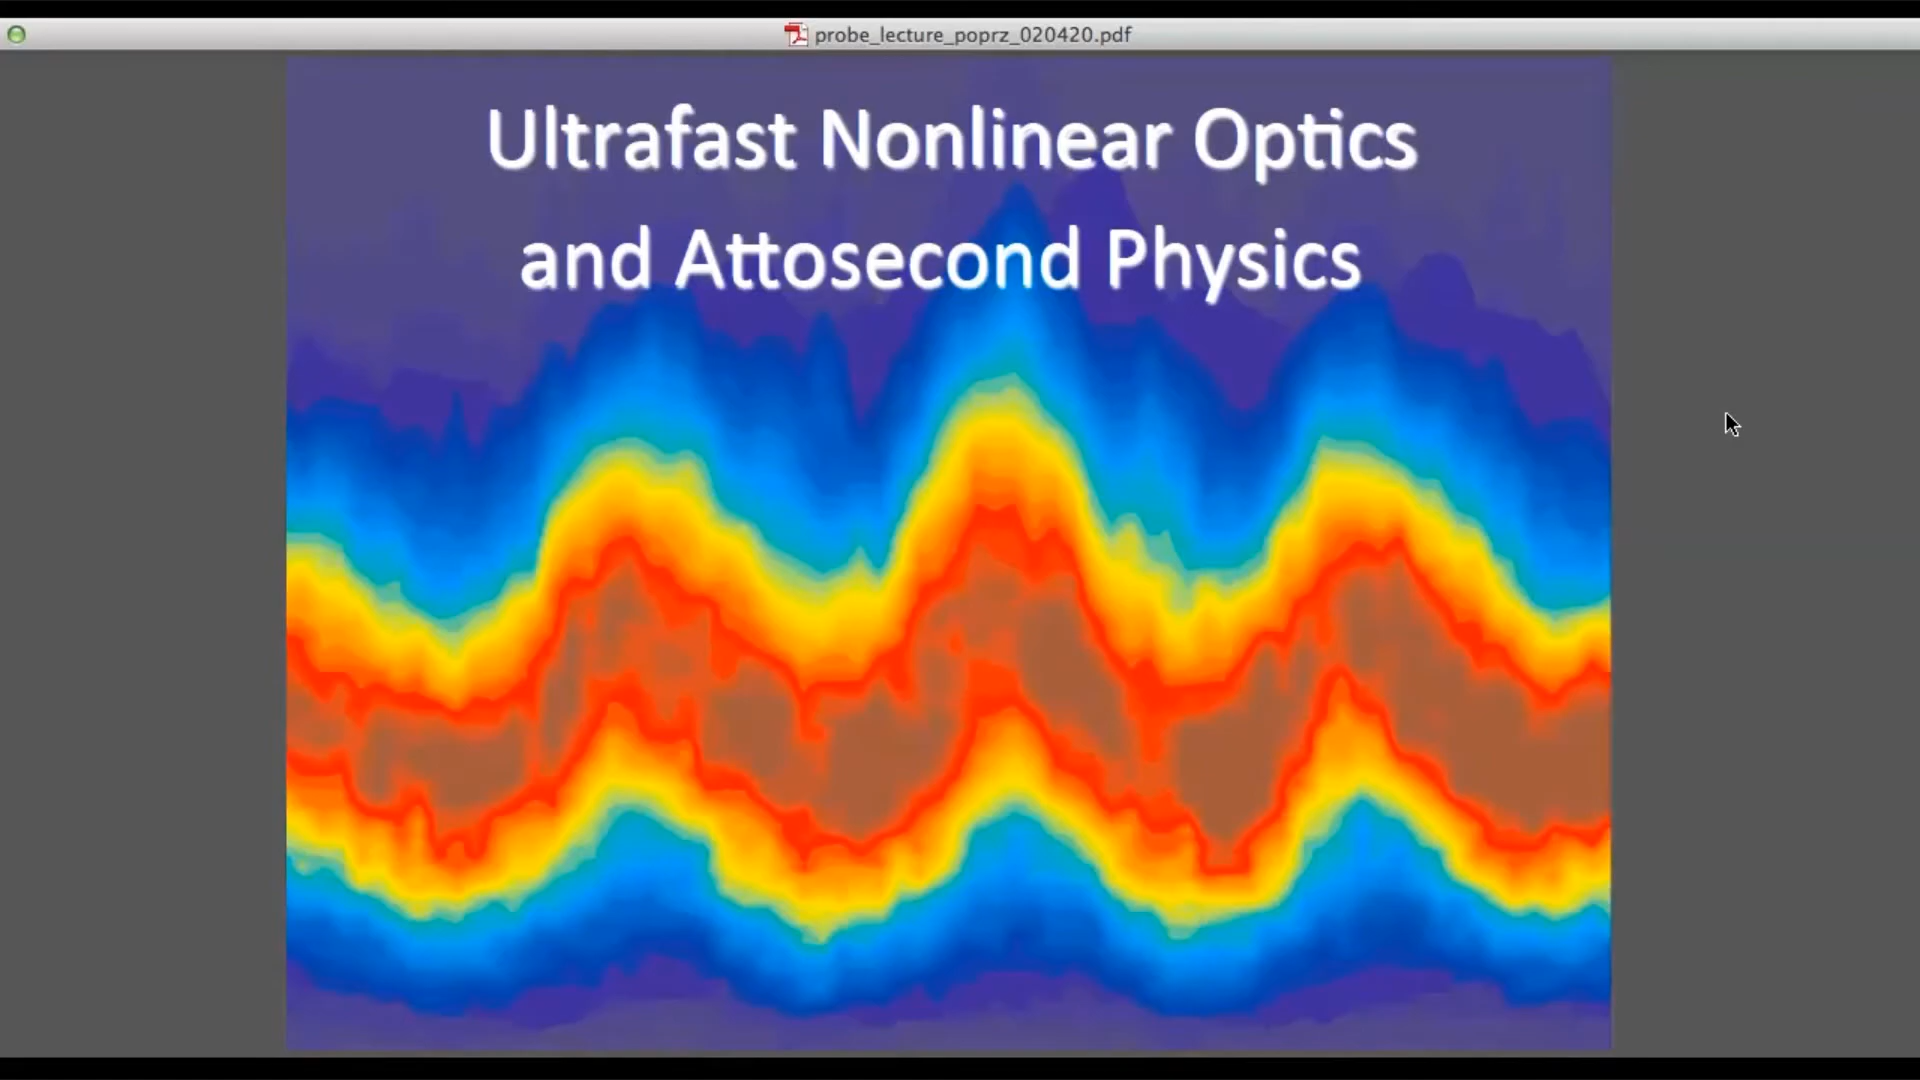 probe_lecture_poprz_020420.pdf
Ultrafast Nonlinear Optics
and Attosecond Physics